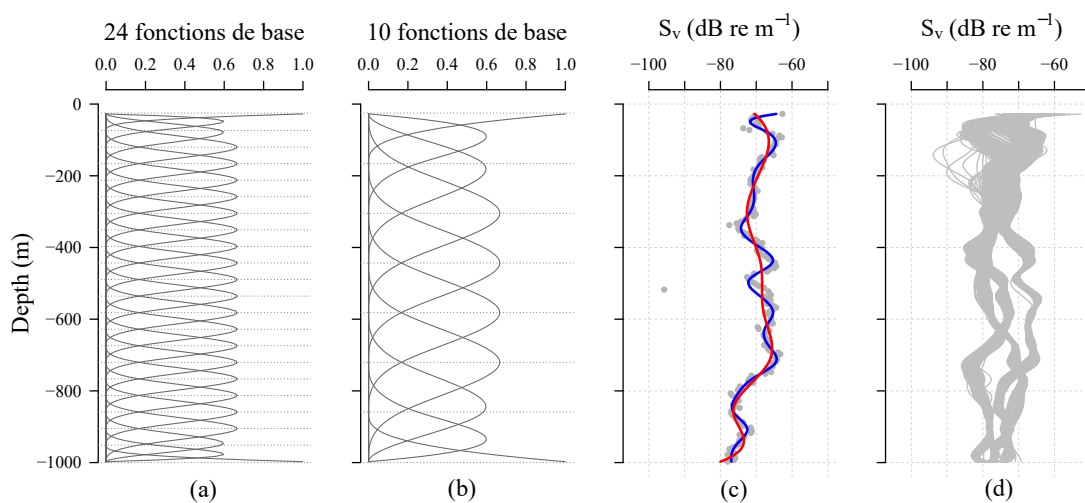 24 fonctions de base
10 fonctions de base
Sᵥ (dB re m⁻¹)
Sᵥ (dB re m⁻¹)
0.0 0.2 0.4 0.6 0.8 1.0
0.0 0.2 0.4 0.6 0.8 1.0
−100 −80 −60
−100 −80 −60
Depth (m)
0
−200
−400
−600
−800
−1000
(a)
(b)
(c)
(d)